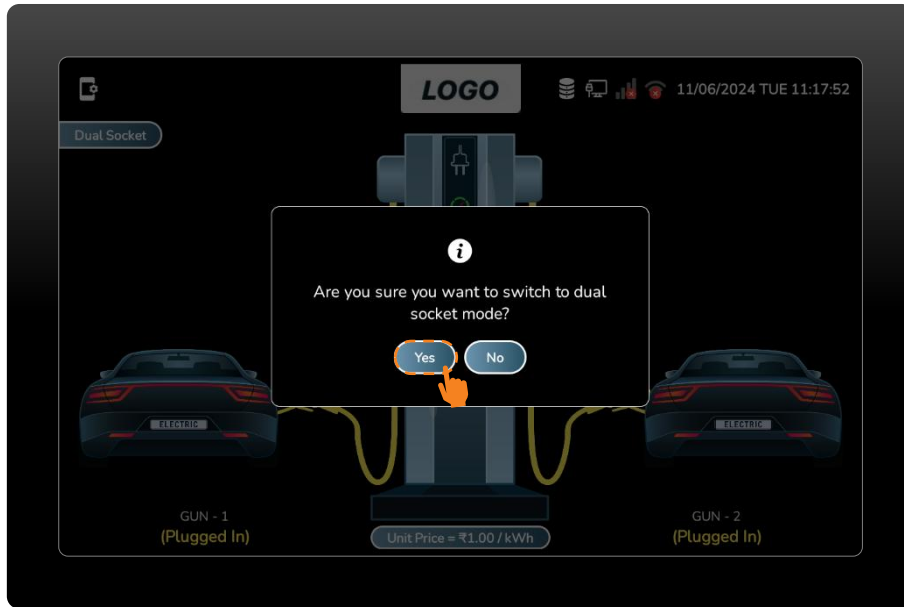 LOGO
11/06/2024 TUE 11:17:52
Dual Socket
i
Are you sure you want to switch to dual
socket mode?
Yes
No
ELECTRIC
ELECTRIC
GUN - 1
(Plugged In)
Unit Price = ₹1.00 / kWh
GUN - 2
(Plugged In)